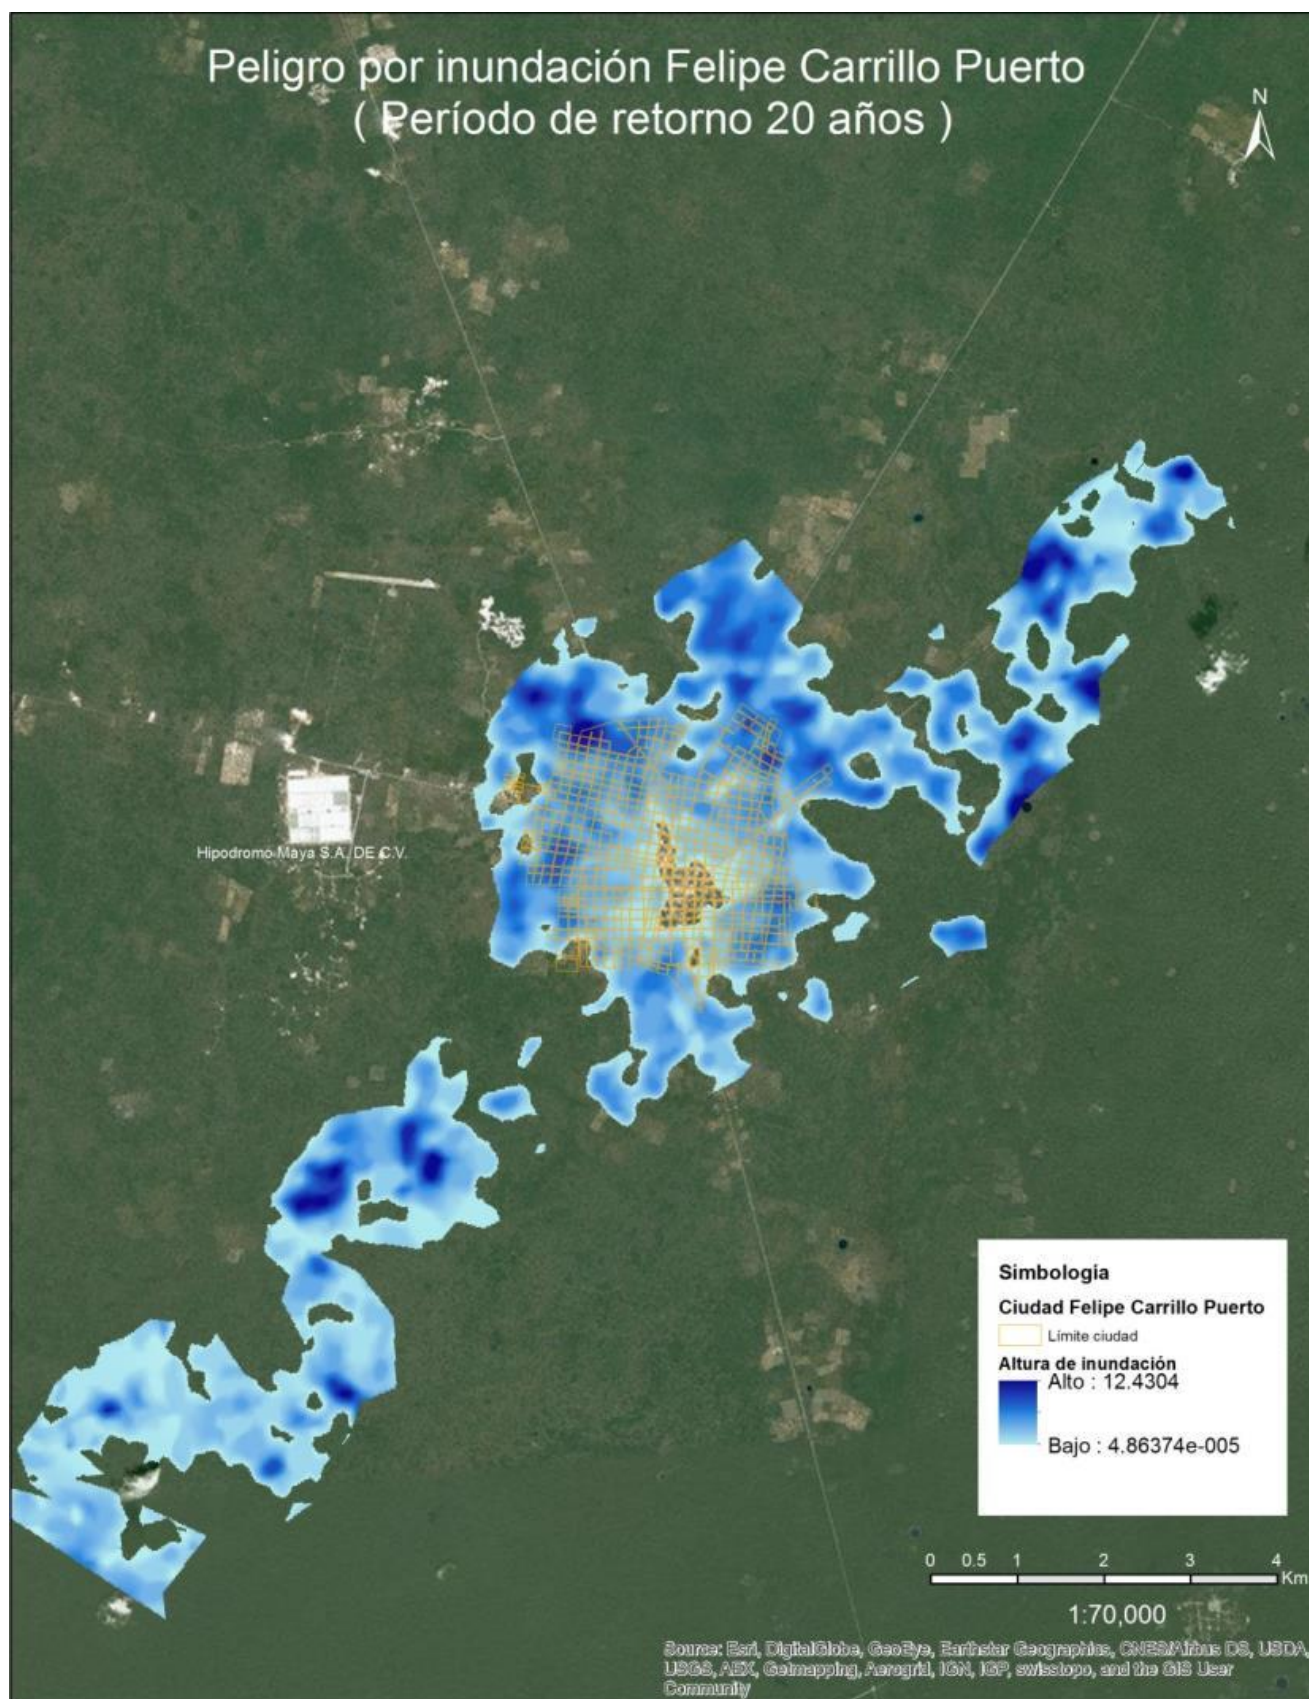 Peligro por inundación Felipe Carrillo Puerto
( Período de retorno 20 años )
N
Hipodromo Maya S.A. DE C.V.
Simbologia
Ciudad Felipe Carrillo Puerto
Límite ciudad
Altura de inundación
Alto : 12.4304
Bajo : 4.86374e-005
0 0.5 1 2 3 4
Km
1:70,000
Source: Esri, DigitalGlobe, GeoEye, Earthstar Geographics, CNES/Airbus DS, USDA,
USGS, AEX, Getmapping, Aerogrid, IGN, IGP, swisstopo, and the GIS User
Community